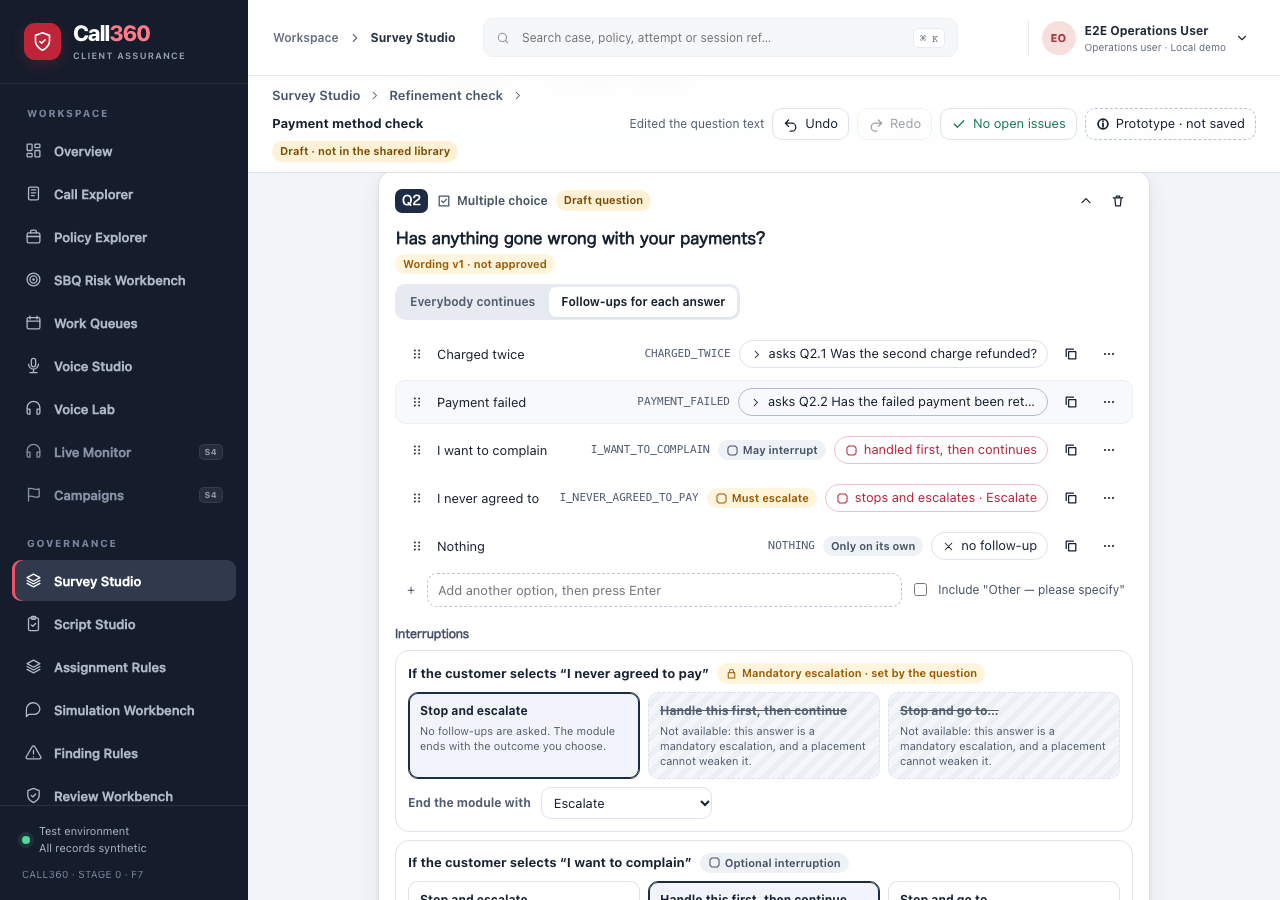 Call360
CLIENT ASSURANCE
WORKSPACE
Overview
Call Explorer
Policy Explorer
SBQ Risk Workbench
Work Queues
Voice Studio
Voice Lab
Live Monitor S4
Campaigns S4
GOVERNANCE
Survey Studio
Script Studio
Assignment Rules
Simulation Workbench
Finding Rules
Review Workbench
Test environment
All records synthetic
CALL360 · STAGE 0 · F7
Workspace > Survey Studio
Search case, policy, attempt or session ref... ⌘ K
EO E2E Operations User
Operations user · Local demo
Survey Studio > Refinement check >
Payment method check
Draft · not in the shared library
Edited the question text Undo Redo No open issues Prototype · not saved
Q2 Multiple choice Draft question
Has anything gone wrong with your payments?
Wording v1 · not approved
Everybody continues Follow-ups for each answer
Charged twice CHARGED_TWICE asks Q2.1 Was the second charge refunded?
Payment failed PAYMENT_FAILED asks Q2.2 Has the failed payment been ret...
I want to complain I_WANT_TO_COMPLAIN May interrupt handled first, then continues
I never agreed to I_NEVER_AGREED_TO_PAY Must escalate stops and escalates · Escalate
Nothing NOTHING Only on its own no follow-up
+ Add another option, then press Enter Include "Other — please specify"
Interruptions
If the customer selects “I never agreed to pay” Mandatory escalation · set by the question
Stop and escalate
No follow-ups are asked. The module
ends with the outcome you choose.
Handle this first, then continue
Not available: this answer is a
mandatory escalation, and a placement
cannot weaken it.
Stop and go to...
Not available: this answer is a
mandatory escalation, and a placement
cannot weaken it.
End the module with Escalate
If the customer selects “I want to complain” Optional interruption
Stop and escalate Handle this first, then continue Stop and go to...